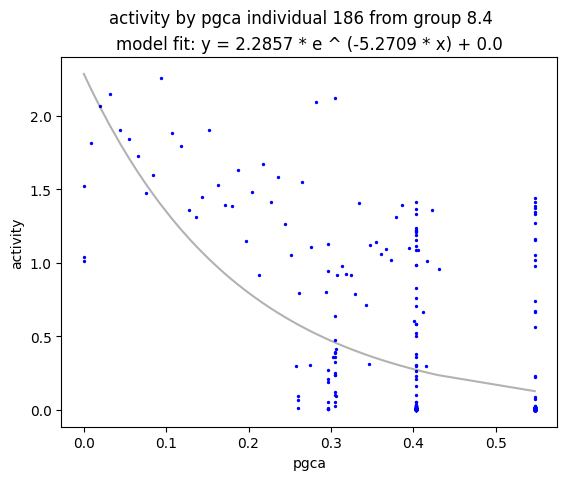 activity by pgca individual 186 from group 8.4
model fit: y = 2.2857 * e ^ (-5.2709 * x) + 0.0
2.0
1.5
1.0
0.5
0.0
activity
0.0 0.1 0.2 0.3 0.4 0.5
pgca